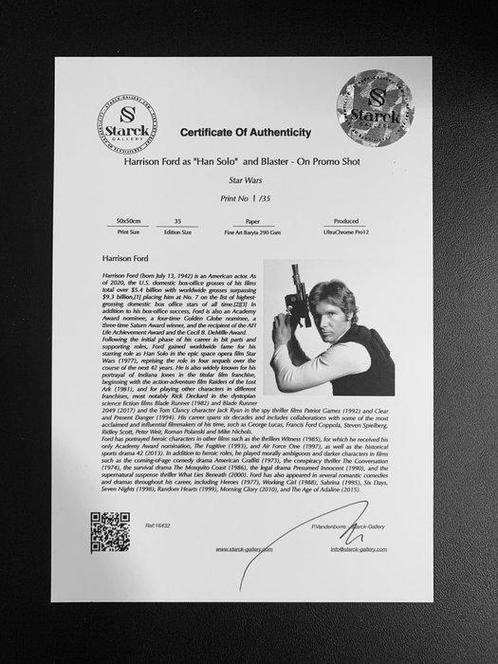 STARCK-GALLERY.COM
S
Starck
GALLERY
S
Starck
GALLERY
Certificate Of Authenticity
Harrison Ford as "Han Solo" and Blaster - On Promo Shot
Star Wars
Print No 1 /35
50x50cm 35 Paper Produced
Print Size Edition Size Fine Art Baryta 290 Gsm UltraChrome Pro12
Harrison Ford
Harrison Ford (born July 13, 1942) is an American actor. As
of 2020, the U.S. domestic box-office grosses of his films
total over $5.4 billion with worldwide grosses surpassing
$9.3 billion,[1] placing him at No. 7 on the list of highest-
grossing domestic box office stars of all time.[2][3] In
addition to his box-office success, Ford is also an Academy
Award nominee, a four-time Golden Globe nominee, a
three-time Saturn Award winner, and the recipient of the AFI
Life Achievement Award and the Cecil B. DeMille Award.
Following the initial phase of his career in bit parts and
supporting roles, Ford gained worldwide fame for his
starring role as Han Solo in the epic space opera film Star
Wars (1977), reprising the role in four sequels over the
course of the next 42 years. He is also widely known for his
portrayal of Indiana Jones in the titular film franchise,
beginning with the action-adventure film Raiders of the Lost
Ark (1981), and for playing other characters in different
franchises, most notably Rick Deckard in the dystopian
science fiction films Blade Runner (1982) and Blade Runner
2049 (2017) and the Tom Clancy character Jack Ryan in the spy thriller films Patriot Games (1992) and Clear
and Present Danger (1994). His career spans six decades and includes collaborations with some of the most
acclaimed and influential filmmakers of his time, such as George Lucas, Francis Ford Coppola, Steven Spielberg,
Ridley Scott, Peter Weir, Roman Polanski and Mike Nichols.
Ford has portrayed heroic characters in other films such as the thrillers Witness (1985), for which he received his
only Academy Award nomination, The Fugitive (1993), and Air Force One (1997), as well as the historical
sports drama 42 (2013). In addition to heroic roles, he played morally ambiguous and darker characters in films
such as the coming-of-age comedy drama American Graffiti (1973), the conspiracy thriller The Conversation
(1974), the survival drama The Mosquito Coast (1986), the legal drama Presumed Innocent (1990), and the
supernatural suspense thriller What Lies Beneath (2000). Ford has also appeared in several romantic comedies
and dramas throughout his career, including Heroes (1977), Working Girl (1988), Sabrina (1995), Six Days,
Seven Nights (1998), Random Hearts (1999), Morning Glory (2010), and The Age of Adaline (2015).
Ref:16432
P.Vandenborre Starck-Gallery
www.starck-gallery.com info@starck-gallery.com